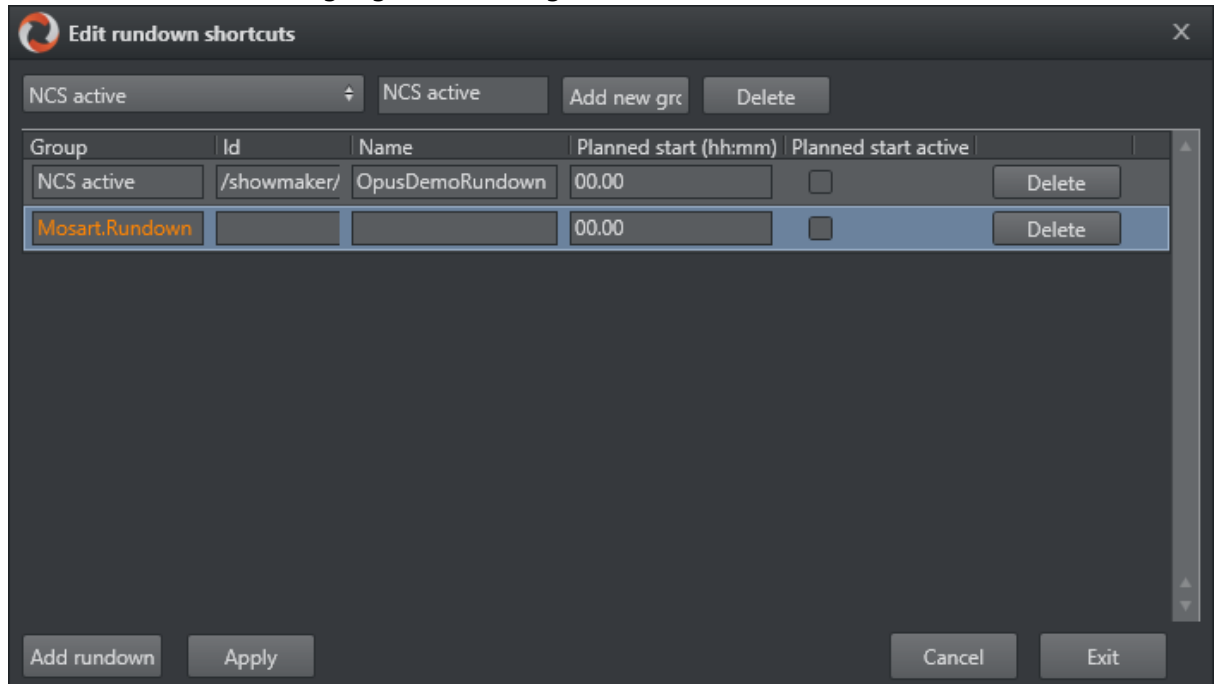 Edit rundown shortcuts
NCS active NCS active Add new grc Delete
Group Id Name Planned start (hh:mm) Planned start active
NCS active /showmaker/ OpusDemoRundown 00.00 Delete
Mosart.Rundown 00.00 Delete
Add rundown Apply Cancel Exit